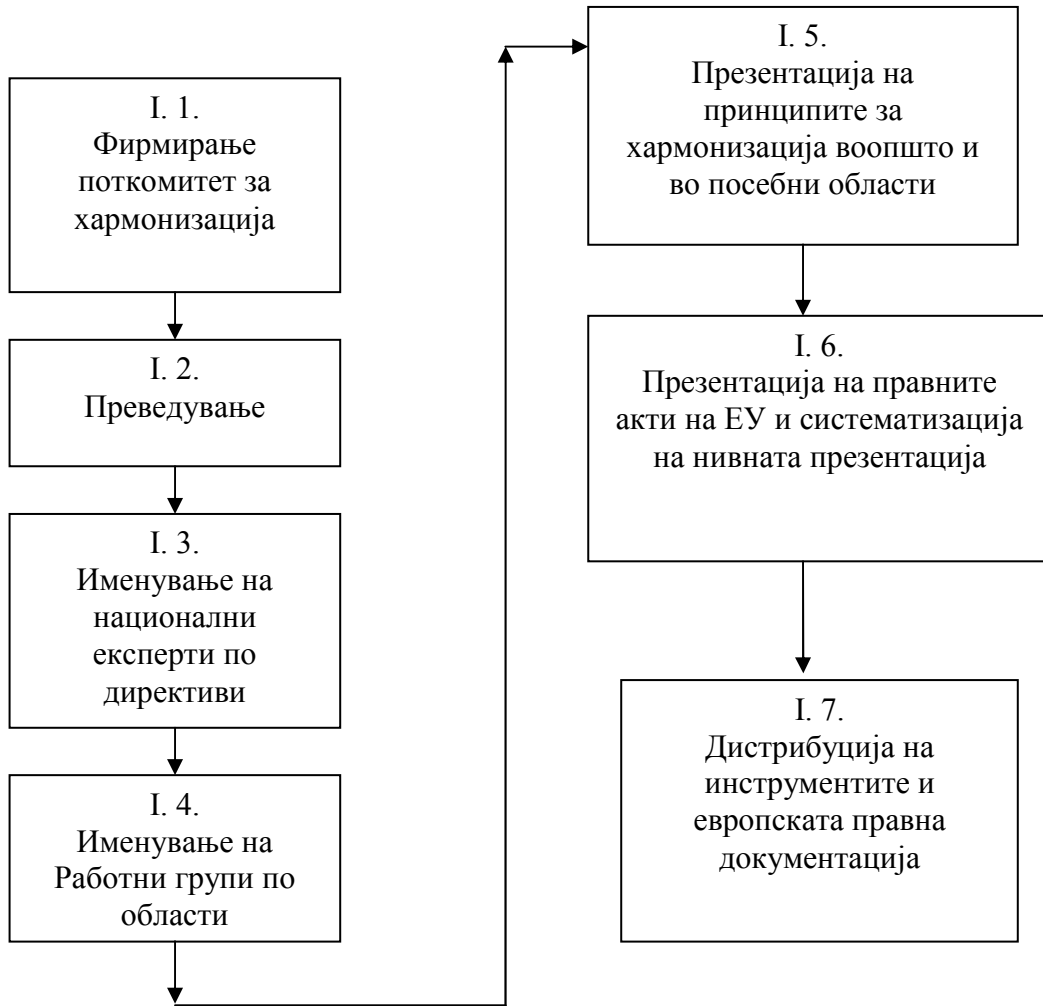 I. 1.
Фирмирање
поткомитет за
хармонизација
I. 2.
Преведување
I. 3.
Именување на
национални
експерти по
директиви
I. 4.
Именување на
Работни групи по
области
I. 5.
Презентација на
принципите за
хармонизација воопшто и
во посебни области
I. 6.
Презентација на правните
акти на ЕУ и систематизација
на нивната презентација
I. 7.
Дистрибуција на
инструментите и
европската правна
документација